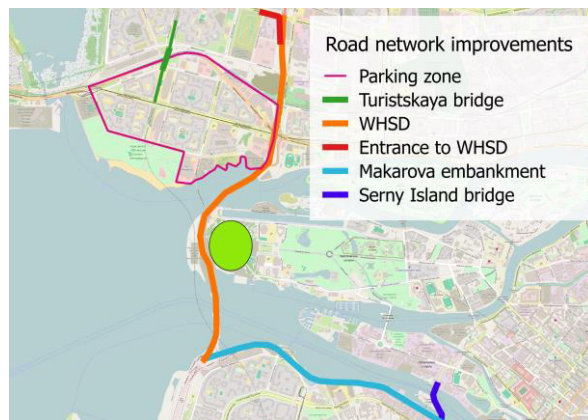 Road network improvements
Parking zone
Turistskaya bridge
WHSD
Entrance to WHSD
Makarova embankment
Serny Island bridge